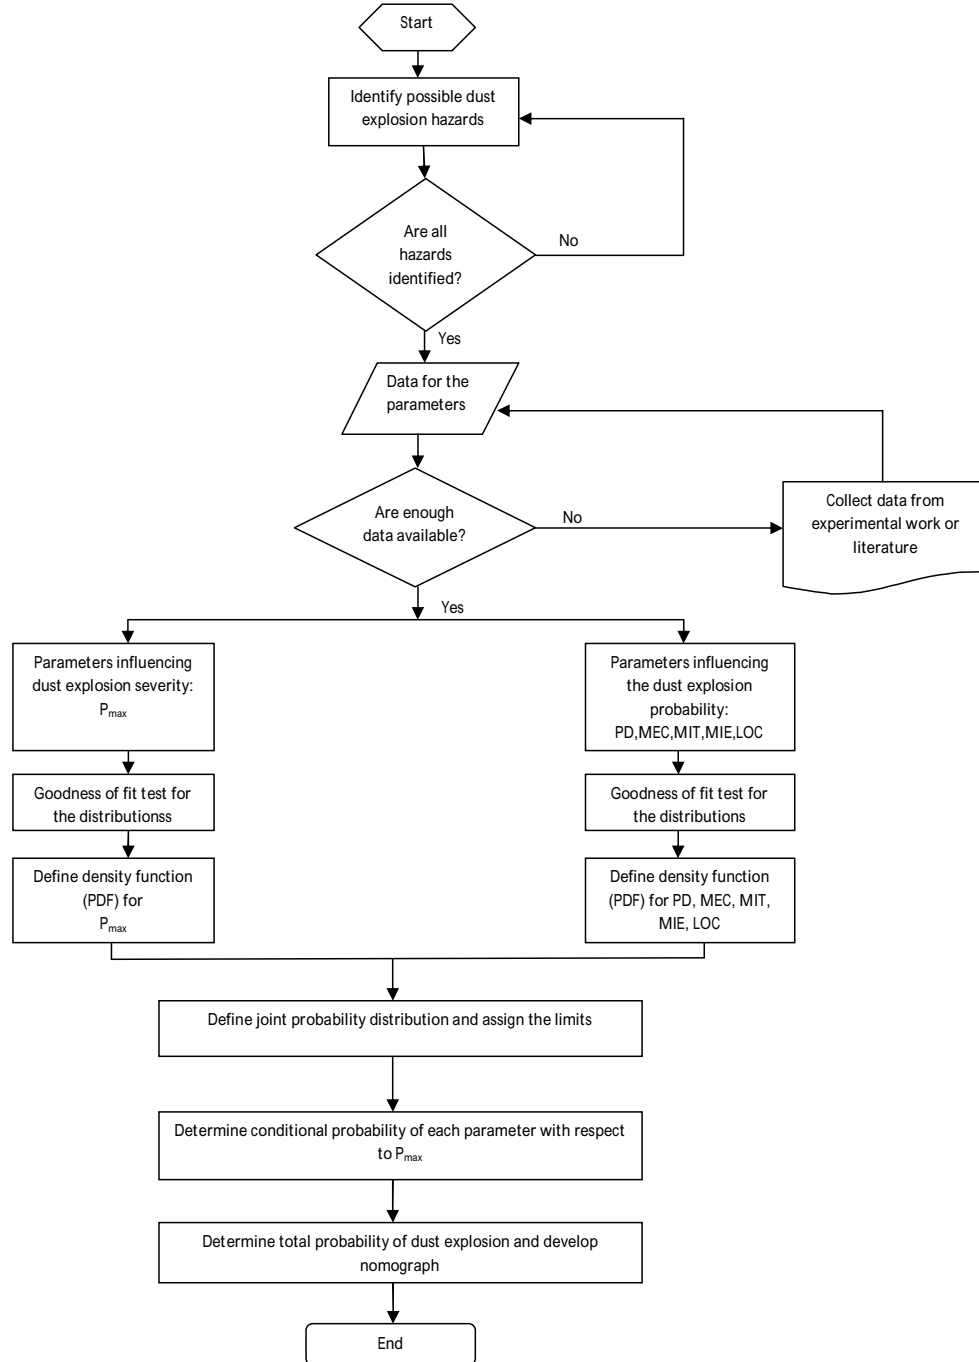 Start
Identify possible dust
explosion hazards
Are all
hazards
identified?
No
Yes
Data for the
parameters
Are enough
data available?
No
Collect data from
experimental work or
literature
Yes
Parameters influencing
dust explosion severity:
Pmax
Parameters influencing
the dust explosion
probability:
PD,MEC,MIT,MIE,LOC
Goodness of fit test for
the distributionss
Goodness of fit test for
the distributions
Define density function
(PDF) for
Pmax
Define density function
(PDF) for PD, MEC, MIT,
MIE, LOC
Define joint probability distribution and assign the limits
Determine conditional probability of each parameter with respect
to Pmax
Determine total probability of dust explosion and develop
nomograph
End